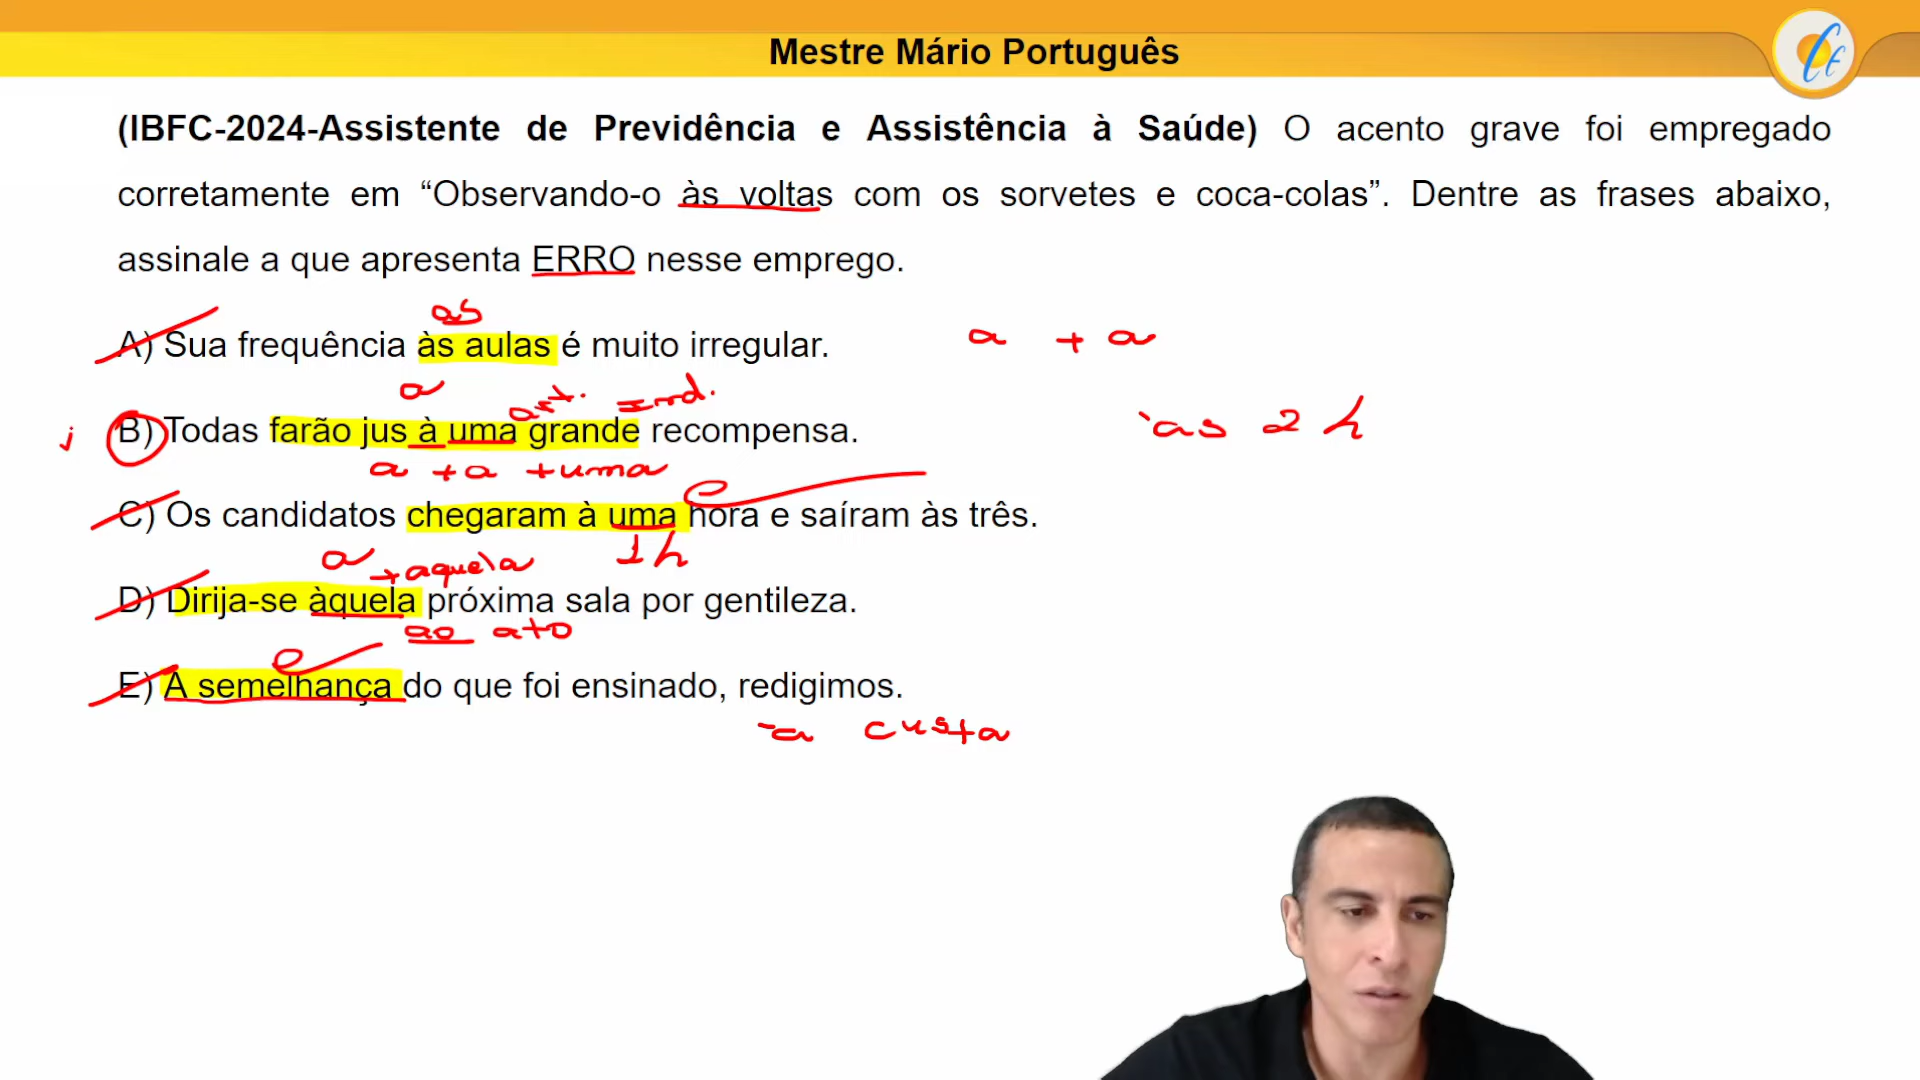 Mestre Mário Português
(IBFC-2024-Assistente de Previdência e Assistência à Saúde) O acento grave foi empregado
corretamente em “Observando-o às voltas com os sorvetes e coca-colas”. Dentre as frases abaixo,
assinale a que apresenta ERRO nesse emprego.
as
A) Sua frequência às aulas é muito irregular.
a + a
a art. ind.
B) Todas farão jus à uma grande recompensa.
às 2 h
a + a + uma
C) Os candidatos chegaram à uma hora e saíram às três.
1h
a + aquela
D) Dirija-se àquela próxima sala por gentileza.
ao ato
E) À semelhança do que foi ensinado, redigimos.
à custa